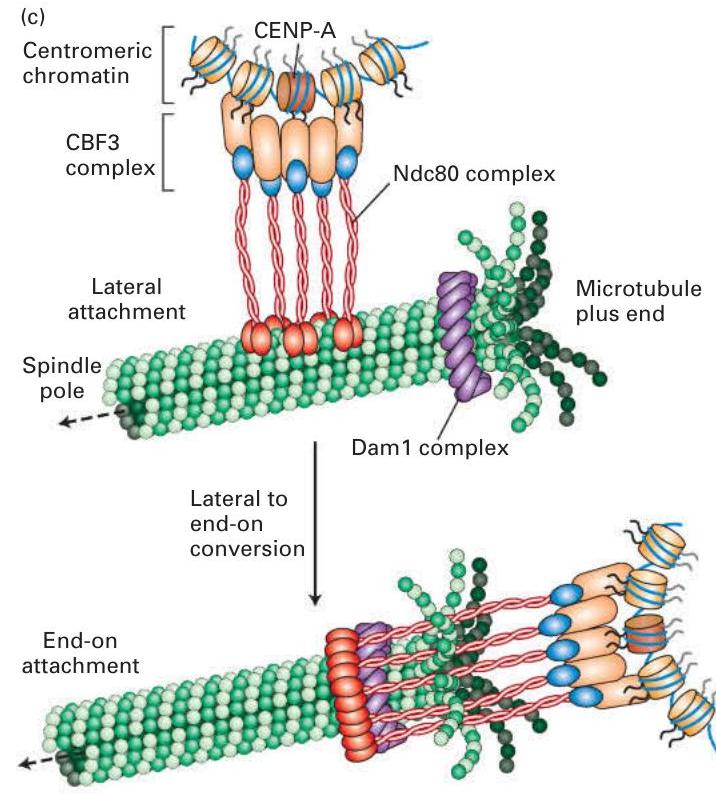 (c)
Centromeric
chromatin
CENP-A
CBF3
complex
Ndc80 complex
Lateral
attachment
Microtubule
plus end
Spindle
pole
Dam1 complex
Lateral to
end-on
conversion
End-on
attachment